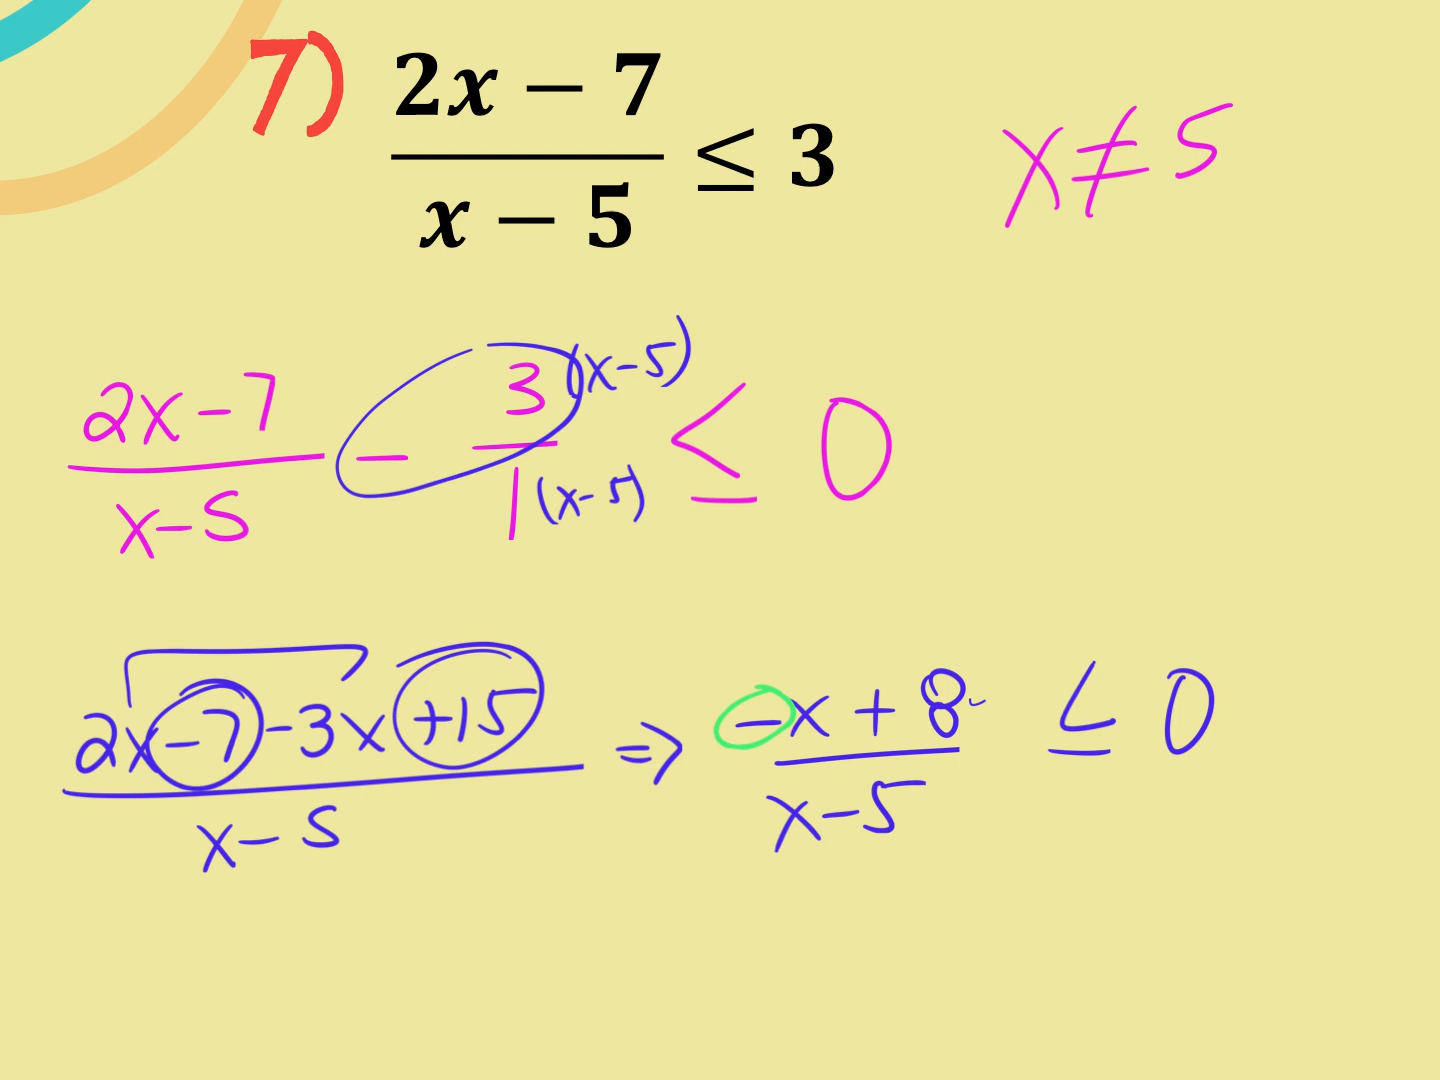 7) (2x − 7)/(x − 5) ≤ 3
x ≠ 5
(2x − 7)/(x − 5) − 3(x − 5)/1(x − 5) ≤ 0
(2x − 7 − 3x + 15)/(x − 5) ⇒ (−x + 8)/(x − 5) ≤ 0